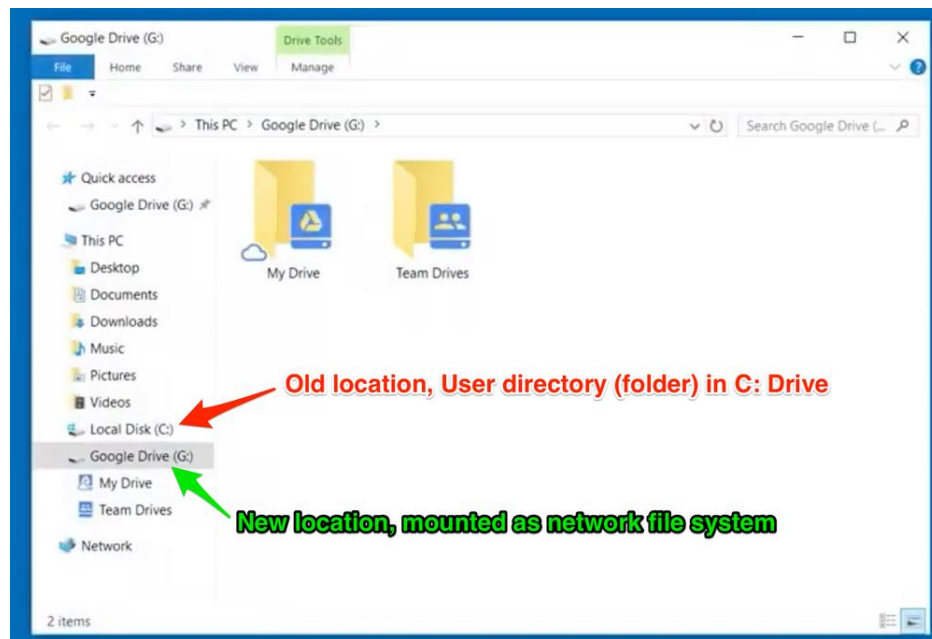 Google Drive (G:)
Drive Tools
File Home Share View Manage
This PC > Google Drive (G:) >
Search Google Drive (...
Quick access
Google Drive (G:)
This PC
Desktop
Documents
Downloads
Music
Pictures
Videos
Local Disk (C:)
Google Drive (G:)
My Drive
Team Drives
Network
My Drive
Team Drives
Old location, User directory (folder) in C: Drive
New location, mounted as network file system
2 items